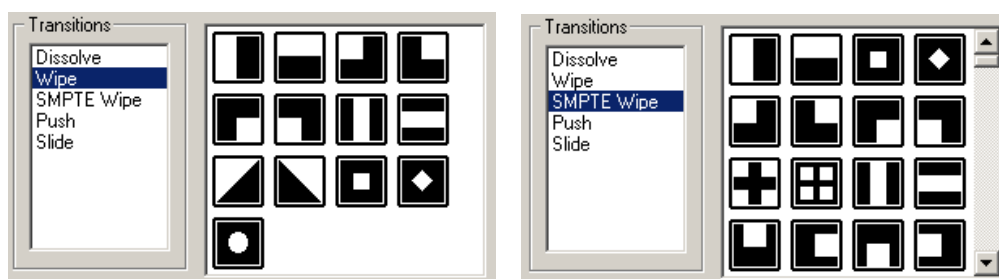 Transitions
Dissolve
Wipe
SMPTE Wipe
Push
Slide
Transitions
Dissolve
Wipe
SMPTE Wipe
Push
Slide